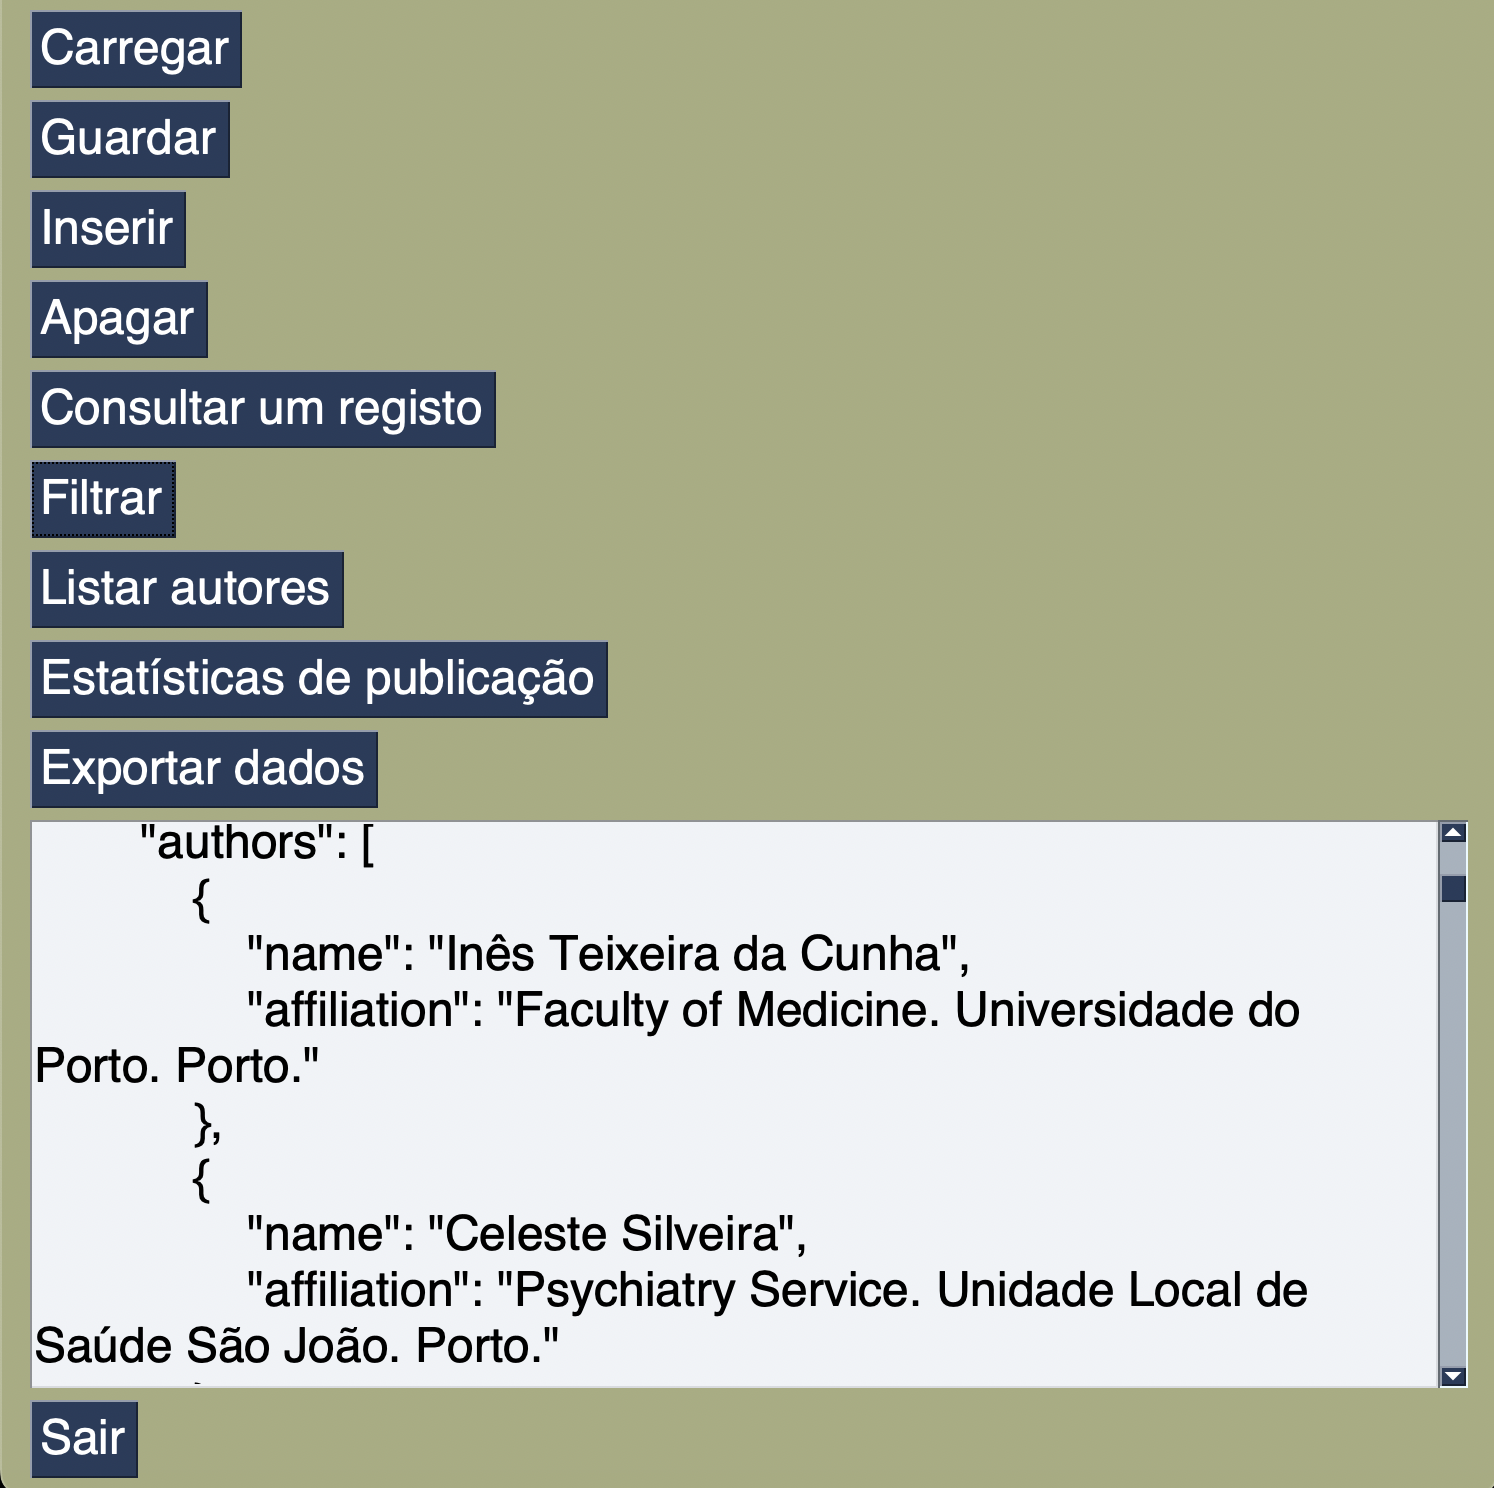 Carregar
Guardar
Inserir
Apagar
Consultar um registo
Filtrar
Listar autores
Estatísticas de publicação
Exportar dados
"authors": [
{
"name": "Inês Teixeira da Cunha",
"affiliation": "Faculty of Medicine. Universidade do
Porto. Porto."
},
{
"name": "Celeste Silveira",
"affiliation": "Psychiatry Service. Unidade Local de
Saúde São João. Porto."
Sair